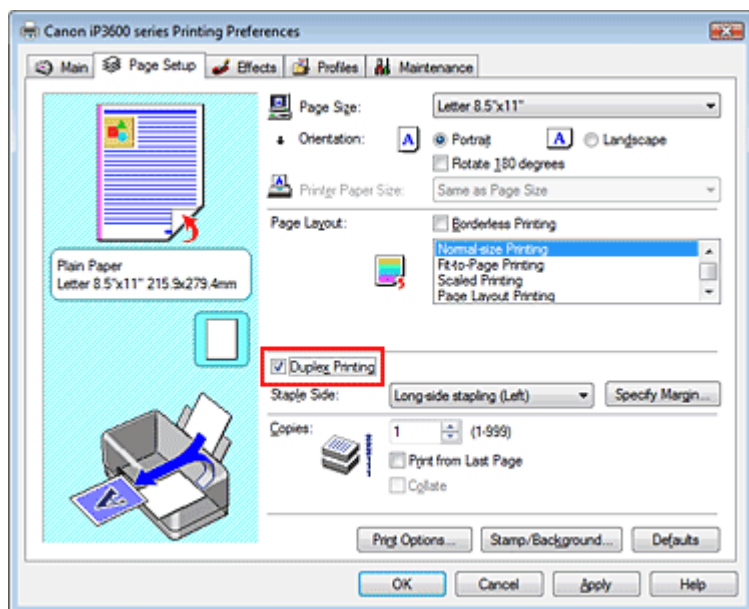 Canon iP3600 series Printing Preferences
Main Page Setup Effects Profiles Maintenance
Page Size: Letter 8.5"x11"
Orientation: A Portrait A Landscape
Rotate 180 degrees
Printer Paper Size: Same as Page Size
Page Layout: Borderless Printing
Normal-size Printing
Fit-to-Page Printing
Scaled Printing
Page Layout Printing
Plain Paper
Letter 8.5"x11" 215.9x279.4mm
Duplex Printing
Staple Side: Long-side stapling (Left) Specify Margin...
Copies: 1 (1-999)
Print from Last Page
Collate
Print Options... Stamp/Background... Defaults
OK Cancel Apply Help